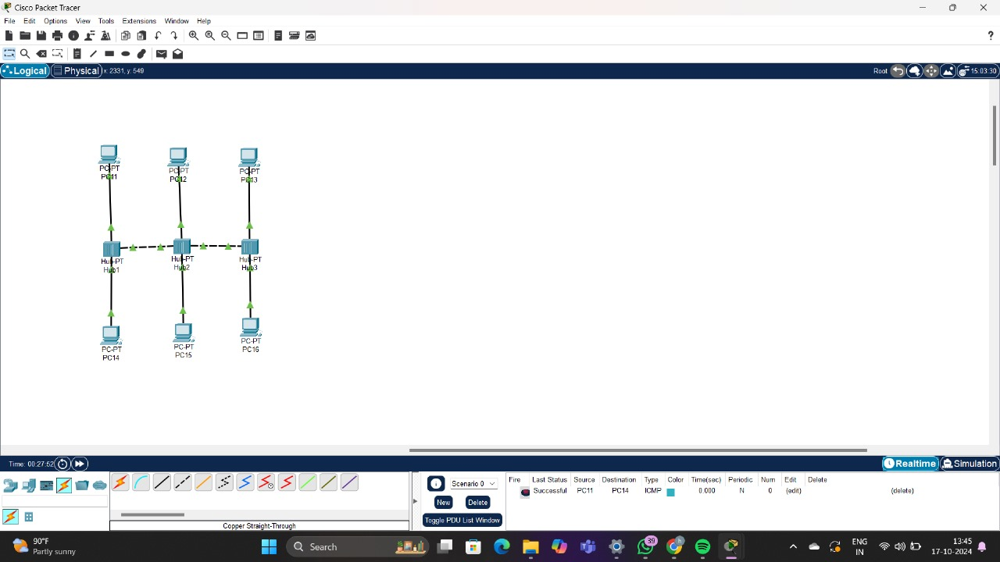 Cisco Packet Tracer
File Edit Options View Tools Extensions Window Help
?
Logical Physical x: 2331, y: 549 Root 15:03:30
PC-PT PC-PT PC-PT
PC11 PC12 PC13
Hub-PT Hub-PT Hub-PT
Hub1 Hub2 Hub3
PC-PT PC-PT PC-PT
PC14 PC15 PC16
Time: 00:27:52 Realtime Simulation
Scenario 0
New Delete
Toggle PDU List Window
Fire Last Status Source Destination Type Color Time(sec) Periodic Num Edit Delete
Successful PC11 PC14 ICMP 0.000 N 0 (edit) (delete)
Copper Straight-Through
90°F
Partly sunny
Search
39
h
ENG
IN
13:45
17-10-2024